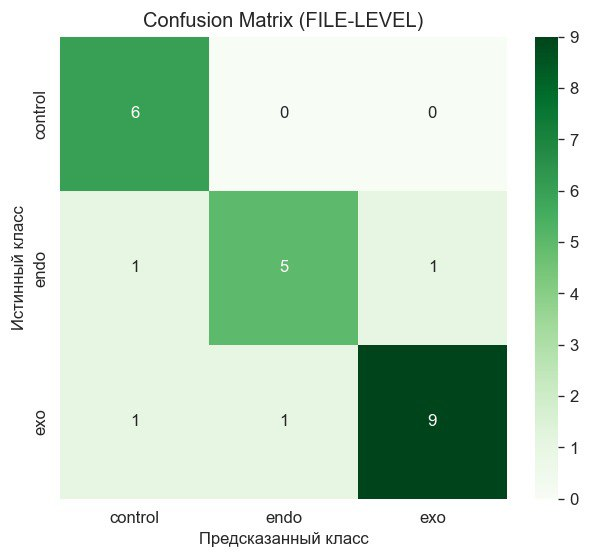 Confusion Matrix (FILE-LEVEL)
Истинный класс
control
endo
exo
6 0 0
1 5 1
1 1 9
control endo exo
Предсказанный класс
9
8
7
6
5
4
3
2
1
0